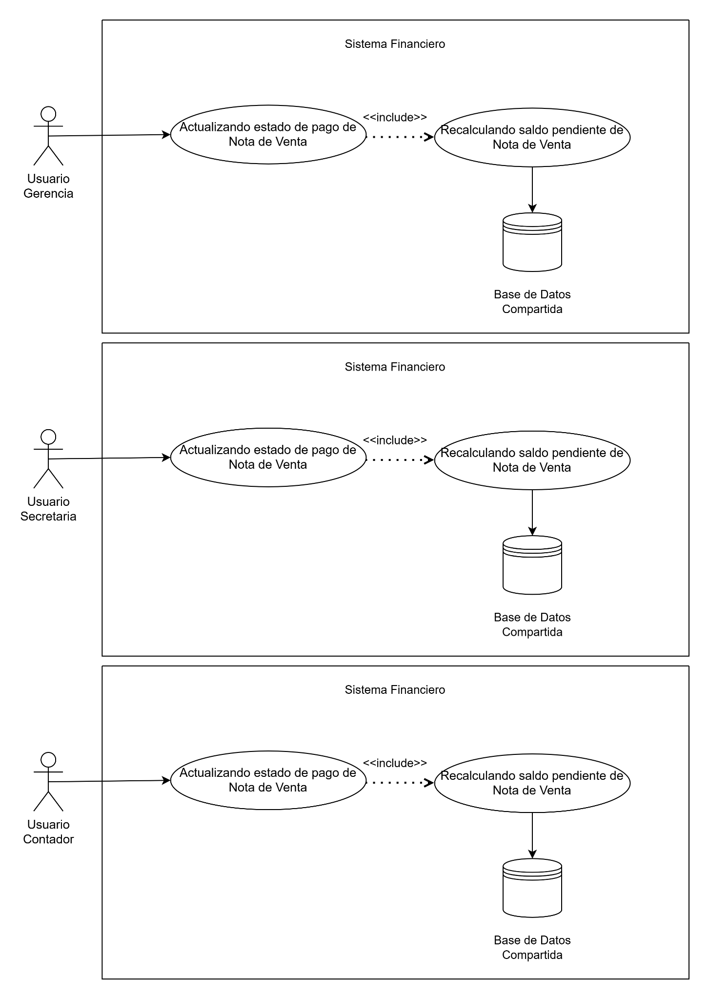 Sistema Financiero
<<include>>
Actualizando estado de pago de
Nota de Venta
Recalculando saldo pendiente de
Nota de Venta
Usuario
Gerencia
Base de Datos
Compartida
Sistema Financiero
<<include>>
Actualizando estado de pago de
Nota de Venta
Recalculando saldo pendiente de
Nota de Venta
Usuario
Secretaria
Base de Datos
Compartida
Sistema Financiero
<<include>>
Actualizando estado de pago de
Nota de Venta
Recalculando saldo pendiente de
Nota de Venta
Usuario
Contador
Base de Datos
Compartida